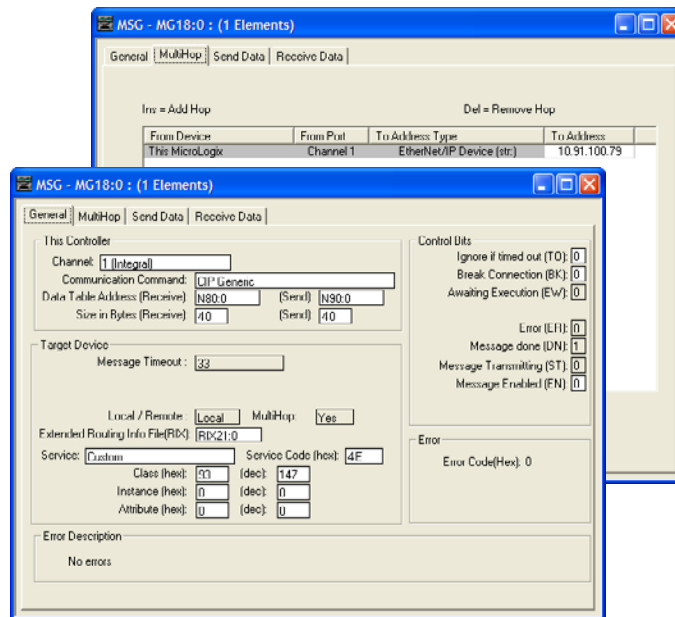 MSG - MG18:0 : (1 Elements)
General MultiHop Send Data Receive Data
Ins = Add Hop Del = Remove Hop
From Device From Port To Address Type To Address
This MicroLogix Channel 1 EtherNet/IP Device (str.) 10.91.100.79
MSG - MG18:0 : (1 Elements)
General MultiHop Send Data Receive Data
This Controller
Channel: 1 (Integral)
Communication Command: CIP Generic
Data Table Address (Receive): N80:0 (Send) N90:0
Size in Bytes (Receive): 40 (Send) 40
Target Device
Message Timeout : 33
Local / Remote : Local MultiHop: Yes
Extended Routing Info File(RIX): RIX21:0
Service: Custom Service Code (hex): 4E
Class (hex): 93 (dec): 147
Instance (hex): 0 (dec): 0
Attribute (hex): 0 (dec): 0
Control Bits
Ignore if timed out (TO): 0
Break Connection (BK): 0
Awaiting Execution (EW): 0
Error (ER): 0
Message done (DN): 1
Message Transmitting (ST): 0
Message Enabled (EN): 0
Error
Error Code(Hex): 0
Error Description
No errors